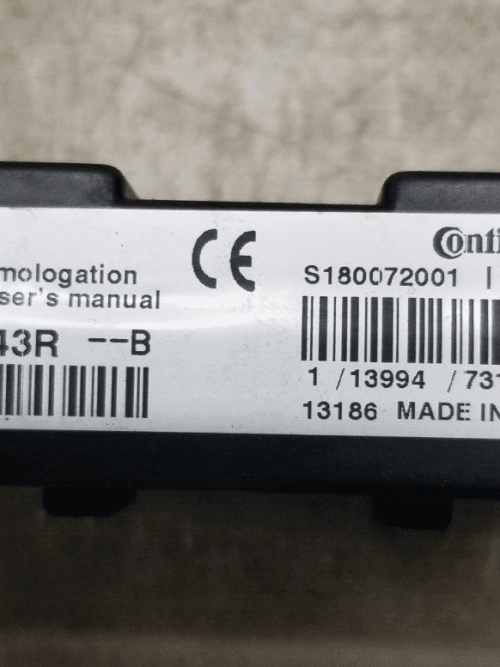 CE
Conti
mologation
ser's manual
S180072001 |
43R --B
1 /13994 /731
13186 MADE IN